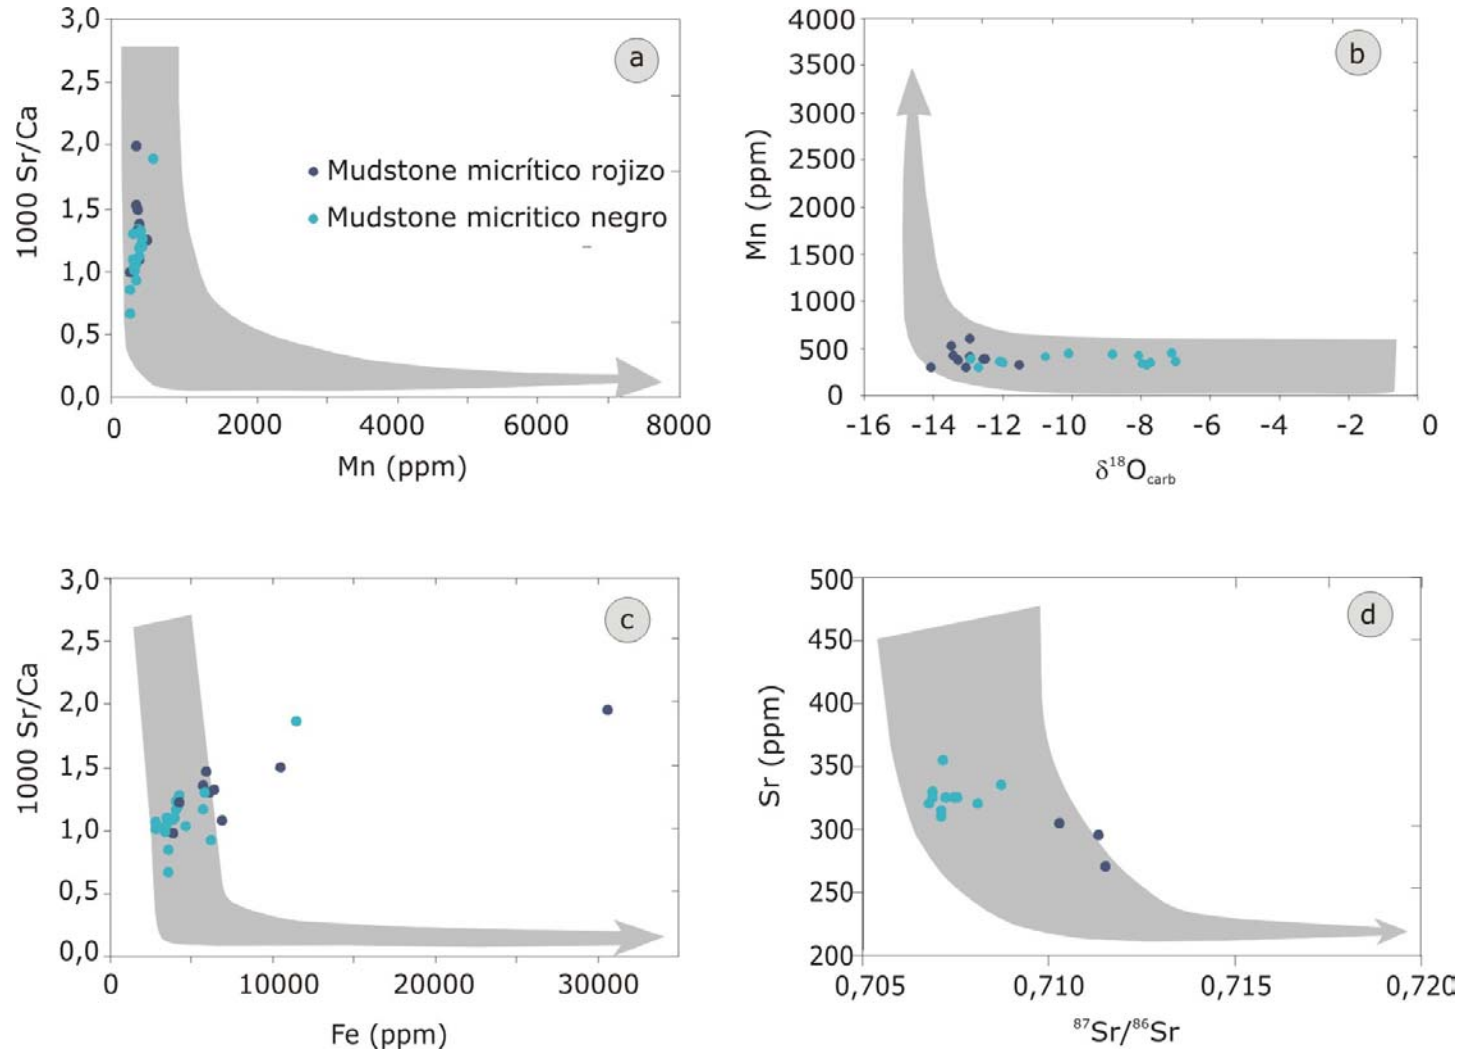 a
3,0
2,5
2,0
1,5
1,0
0,5
0,0
1000 Sr/Ca
Mudstone micrítico rojizo
Mudstone micritico negro
0 2000 4000 6000 8000
Mn (ppm)
b
4000
3500
3000
2500
2000
1500
1000
500
0
Mn (ppm)
-16 -14 -12 -10 -8 -6 -4 -2 0
δ¹⁸Ocarb
c
3,0
2,5
2,0
1,5
1,0
0,5
0,0
1000 Sr/Ca
0 10000 20000 30000
Fe (ppm)
d
500
450
400
350
300
250
200
Sr (ppm)
0,705 0,710 0,715 0,720
⁸⁷Sr/⁸⁶Sr